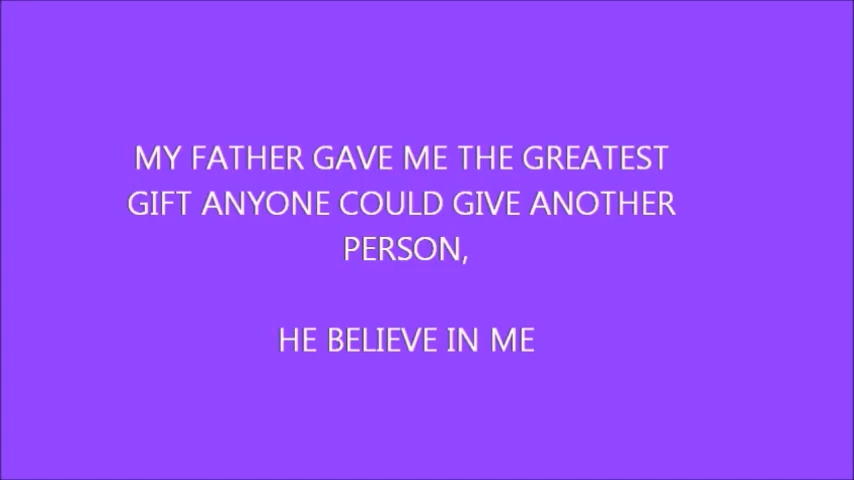 MY FATHER GAVE ME THE GREATEST
GIFT ANYONE COULD GIVE ANOTHER
PERSON,
HE BELIEVE IN ME